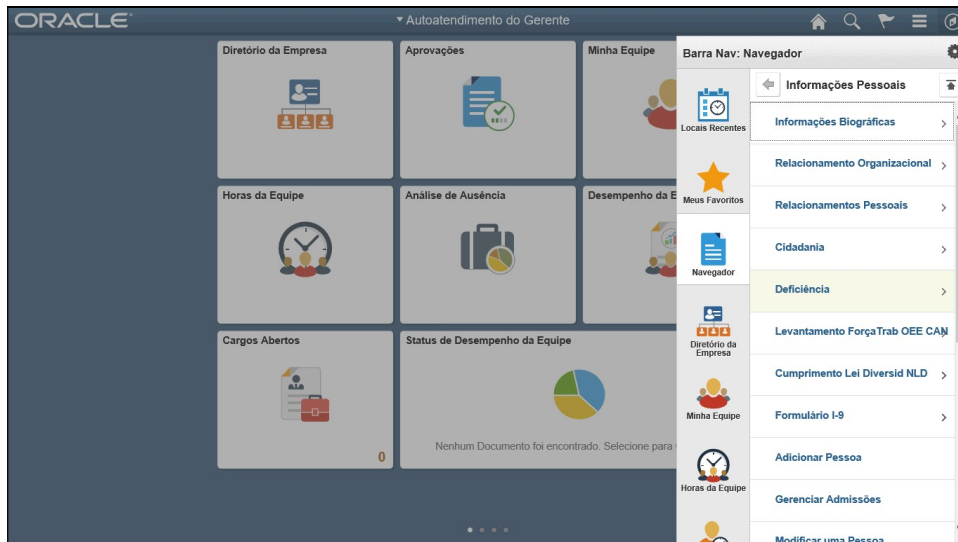 ORACLE
Autoatendimento do Gerente
Diretório da Empresa
Aprovações
Minha Equipe
Horas da Equipe
Análise de Ausência
Desempenho da E
Cargos Abertos
0
Status de Desempenho da Equipe
Nenhum Documento foi encontrado. Selecione para
Barra Nav: Navegador
Locais Recentes
Meus Favoritos
Navegador
Diretório da
Empresa
Minha Equipe
Horas da Equipe
Informações Pessoais
Informações Biográficas
Relacionamento Organizacional
Relacionamentos Pessoais
Cidadania
Deficiência
Levantamento ForçaTrab OEE CAN
Cumprimento Lei Diversid NLD
Formulário I-9
Adicionar Pessoa
Gerenciar Admissões
Modificar uma Pessoa